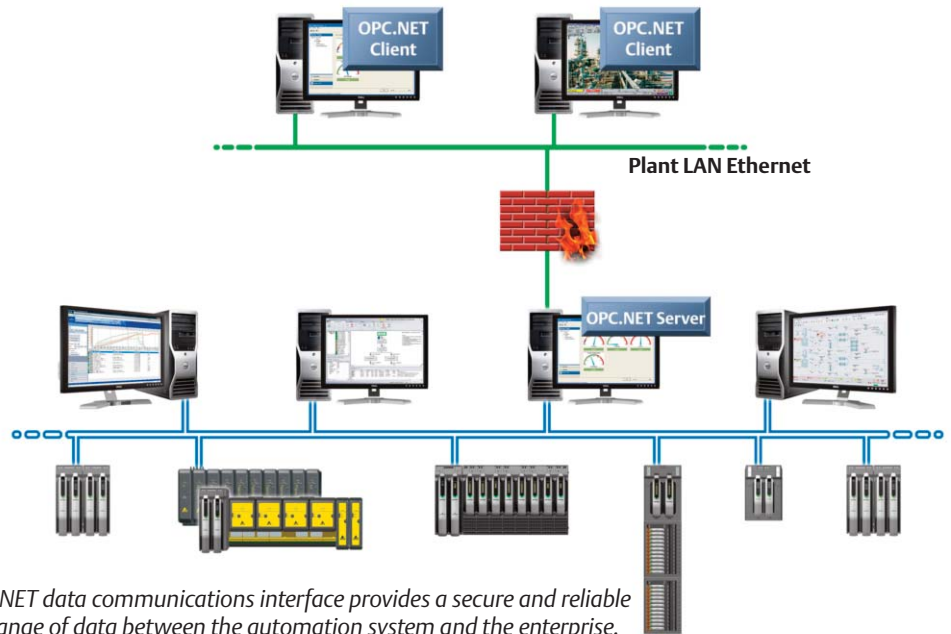 OPC.NET
Client
OPC.NET
Client
Plant LAN Ethernet
OPC.NET Server
NET data communications interface provides a secure and reliable
ange of data between the automation system and the enterprise.